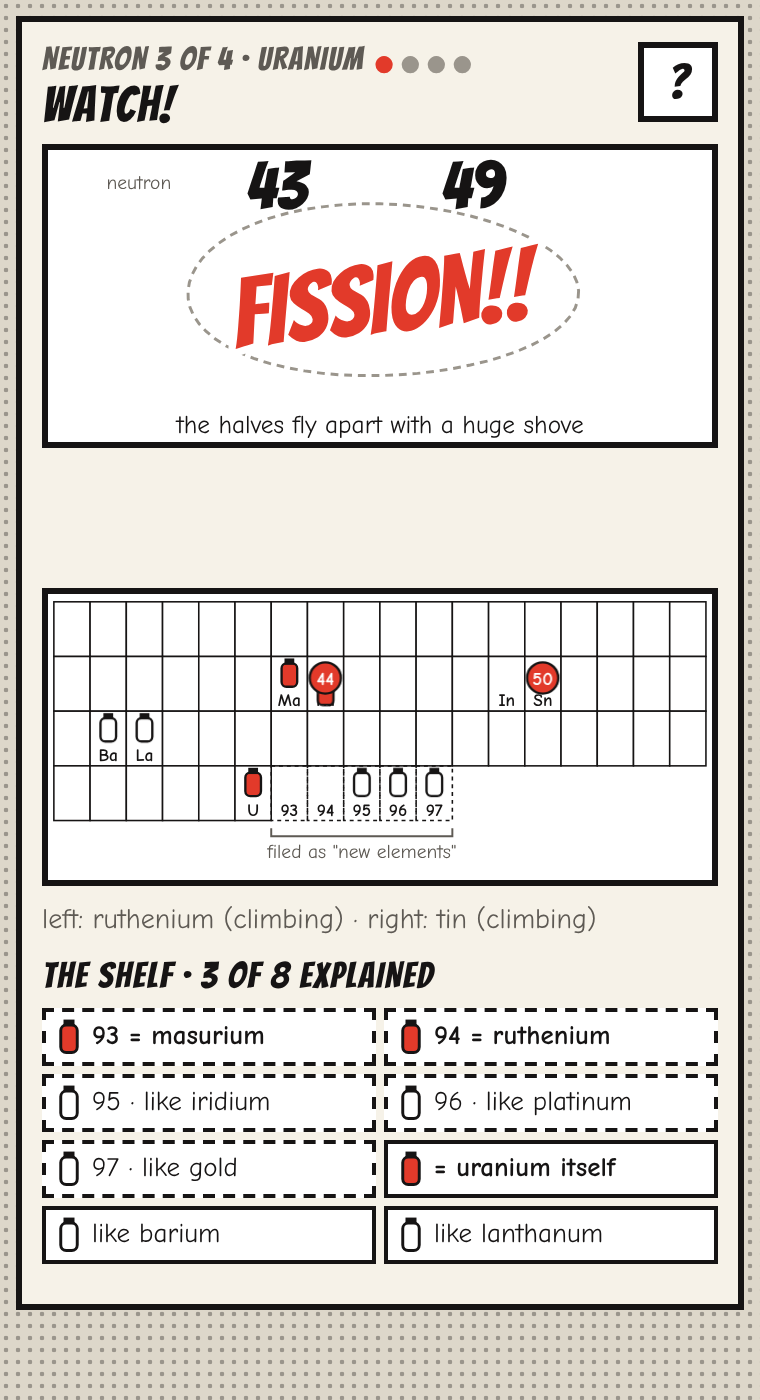 NEUTRON 3 OF 4 · URANIUM
WATCH!
?
neutron
43 49
FISSION!!
the halves fly apart with a huge shove
44 50
Ma In Sn
Ba La
U 93 94 95 96 97
filed as "new elements"
left: ruthenium (climbing) · right: tin (climbing)
THE SHELF · 3 OF 8 EXPLAINED
93 = masurium
94 = ruthenium
95 · like iridium
96 · like platinum
97 · like gold
= uranium itself
like barium
like lanthanum